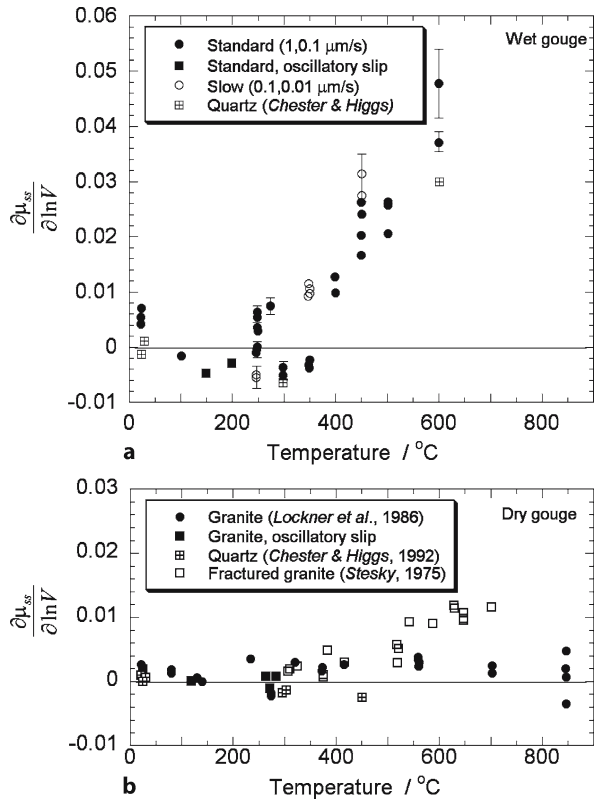 0.06
0.05
0.04
0.03
0.02
0.01
0
-0.01
∂μss
∂lnV
Standard (1,0.1 μm/s)
Standard, oscillatory slip
Slow (0.1,0.01 μm/s)
Quartz (Chester & Higgs)
Wet gouge
0 200 400 600 800
a Temperature / °C
0.03
0.02
0.01
0
-0.01
∂μss
∂lnV
Granite (Lockner et al., 1986)
Granite, oscillatory slip
Quartz (Chester & Higgs, 1992)
Fractured granite (Stesky, 1975)
Dry gouge
0 200 400 600 800
b Temperature / °C